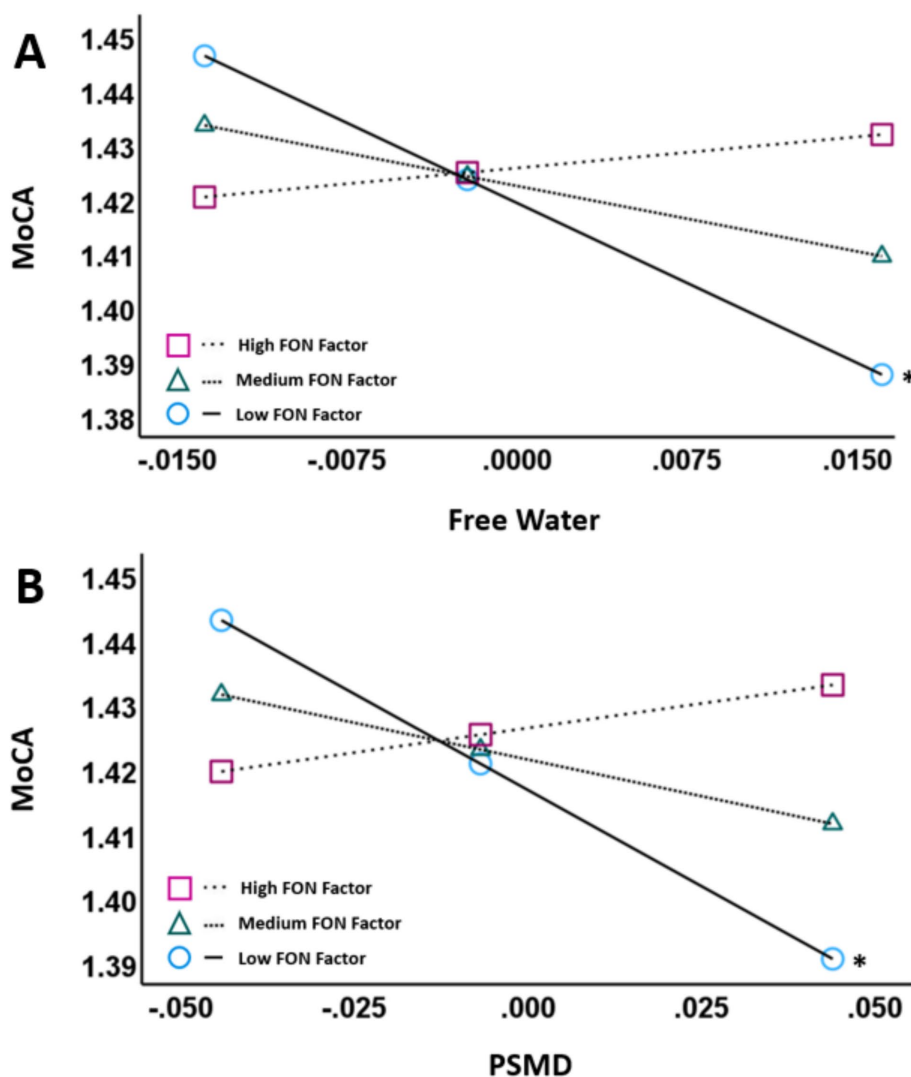 A
MoCA
1.45
1.44
1.43
1.42
1.41
1.40
1.39
1.38
High FON Factor
Medium FON Factor
Low FON Factor
*
-.0150 -.0075 .0000 .0075 .0150
Free Water
B
MoCA
1.45
1.44
1.43
1.42
1.41
1.40
1.39
High FON Factor
Medium FON Factor
Low FON Factor
*
-.050 -.025 .000 .025 .050
PSMD